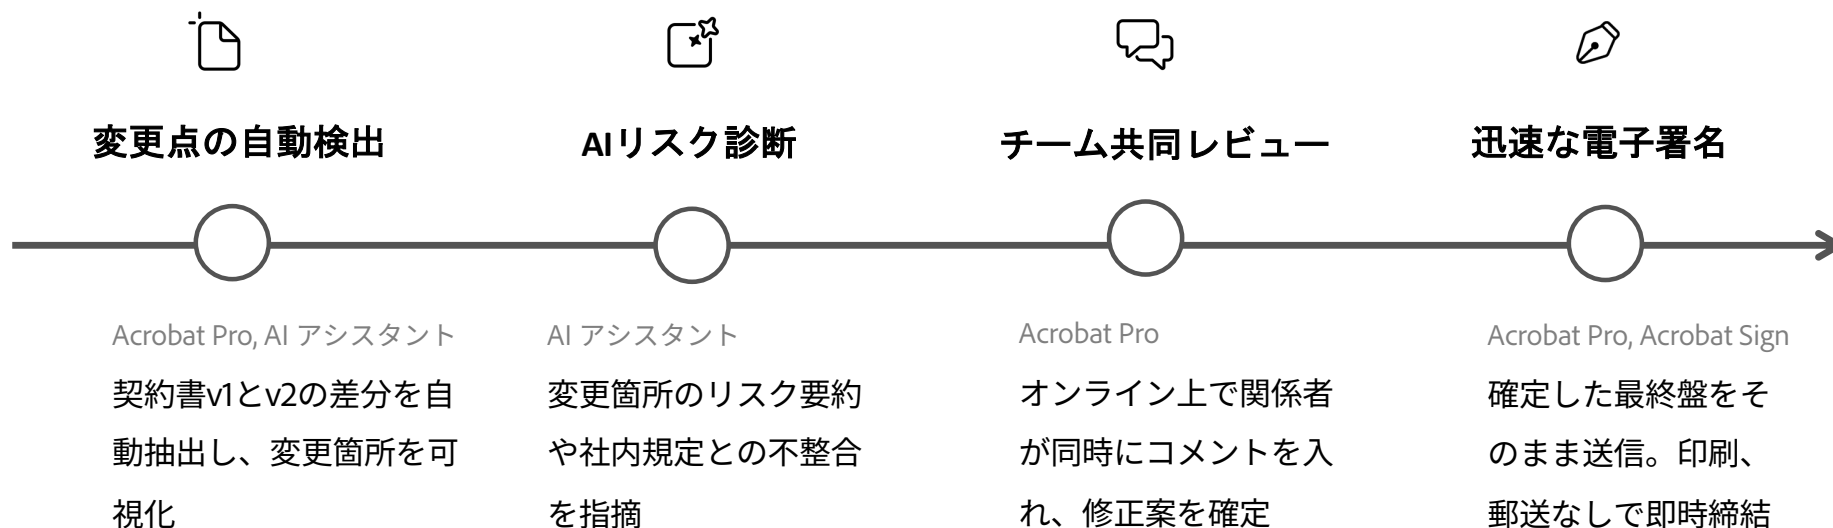 変更点の自動検出
AIリスク診断
チーム共同レビュー
迅速な電子署名
Acrobat Pro, AI アシスタント
契約書v1とv2の差分を自
動抽出し、変更箇所を可
視化
AI アシスタント
変更箇所のリスク要約
や社内規定との不整合
を指摘
Acrobat Pro
オンライン上で関係者
が同時にコメントを入
れ、修正案を確定
Acrobat Pro, Acrobat Sign
確定した最終盤をそ
のまま送信。印刷、
郵送なしで即時締結